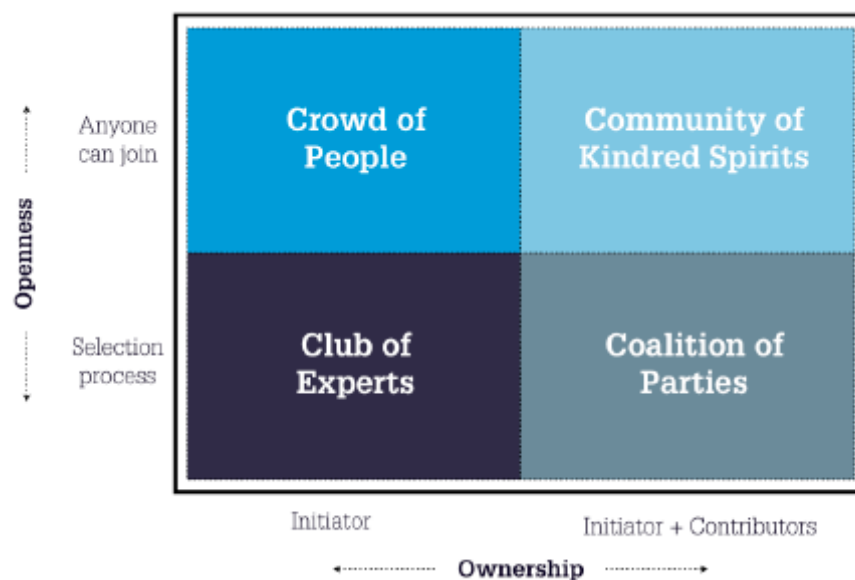 Crowd of
People
Community of
Kindred Spirits
Anyone
can join
Openness
Selection
process
Club of
Experts
Coalition of
Parties
Initiator
Initiator + Contributors
Ownership